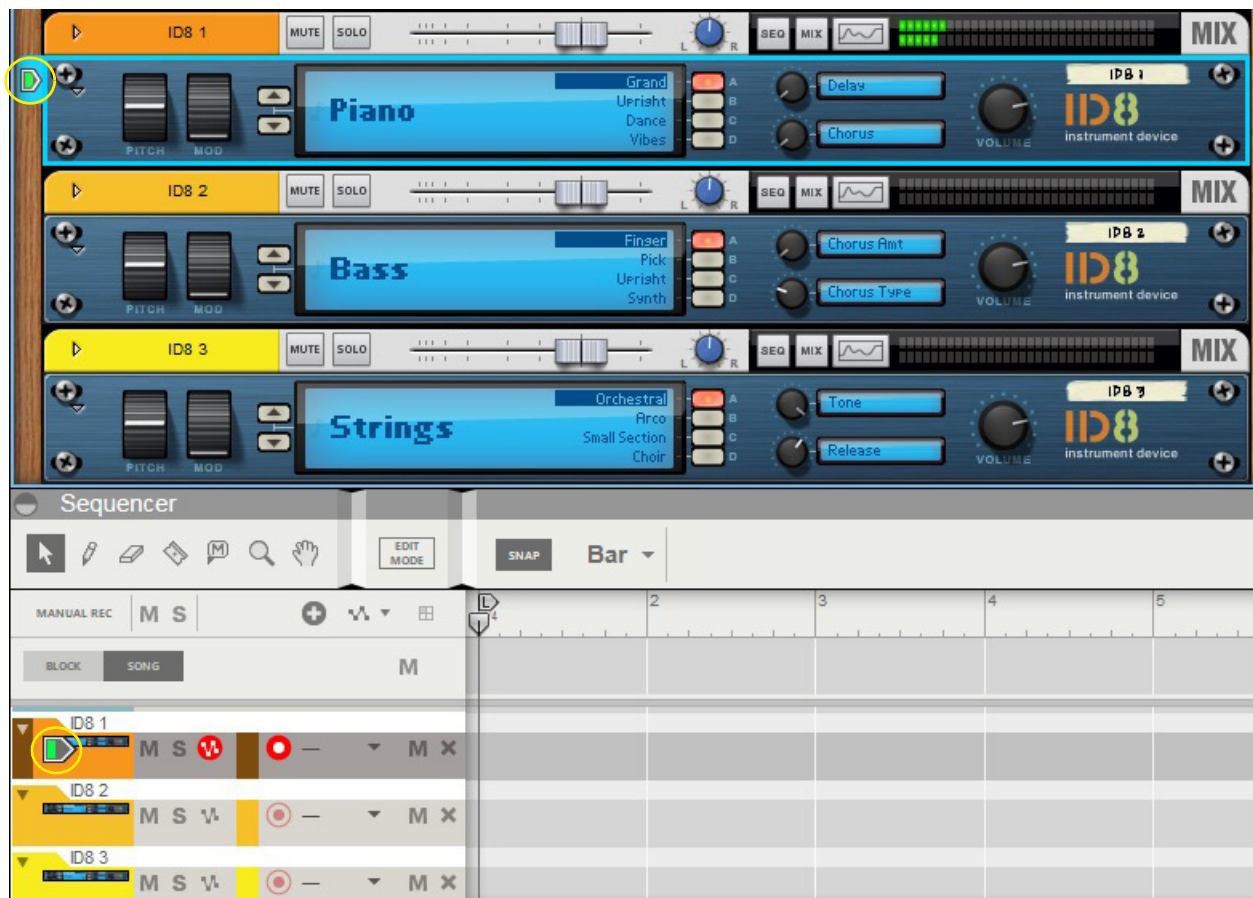 ID8 1 MUTE SOLO L R SEQ MIX MIX
Piano
Grand A
Upright B
Dance C
Vibes D
Delay
Chorus
PITCH MOD
VOLUME
ID8 1
ID8
instrument device
ID8 2 MUTE SOLO L R SEQ MIX MIX
Bass
Finger A
Pick B
Upright C
Synth D
Chorus Amt
Chorus Type
PITCH MOD
VOLUME
ID8 2
ID8
instrument device
ID8 3 MUTE SOLO L R SEQ MIX MIX
Strings
Orchestral A
Arco B
Small Section C
Choir D
Tone
Release
PITCH MOD
VOLUME
ID8 3
ID8
instrument device
Sequencer
M
EDIT
MODE
SNAP Bar
MANUAL REC M S
L 2 3 4 5
4
BLOCK SONG M
ID8 1
M S M
ID8 2
M S M
ID8 3
M S M